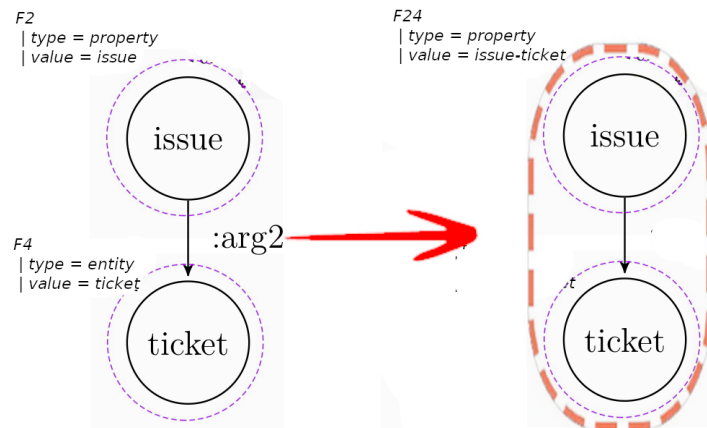 F2
| type = property
| value = issue
issue
:arg2
F4
| type = entity
| value = ticket
ticket
F24
| type = property
| value = issue-ticket
issue
ticket